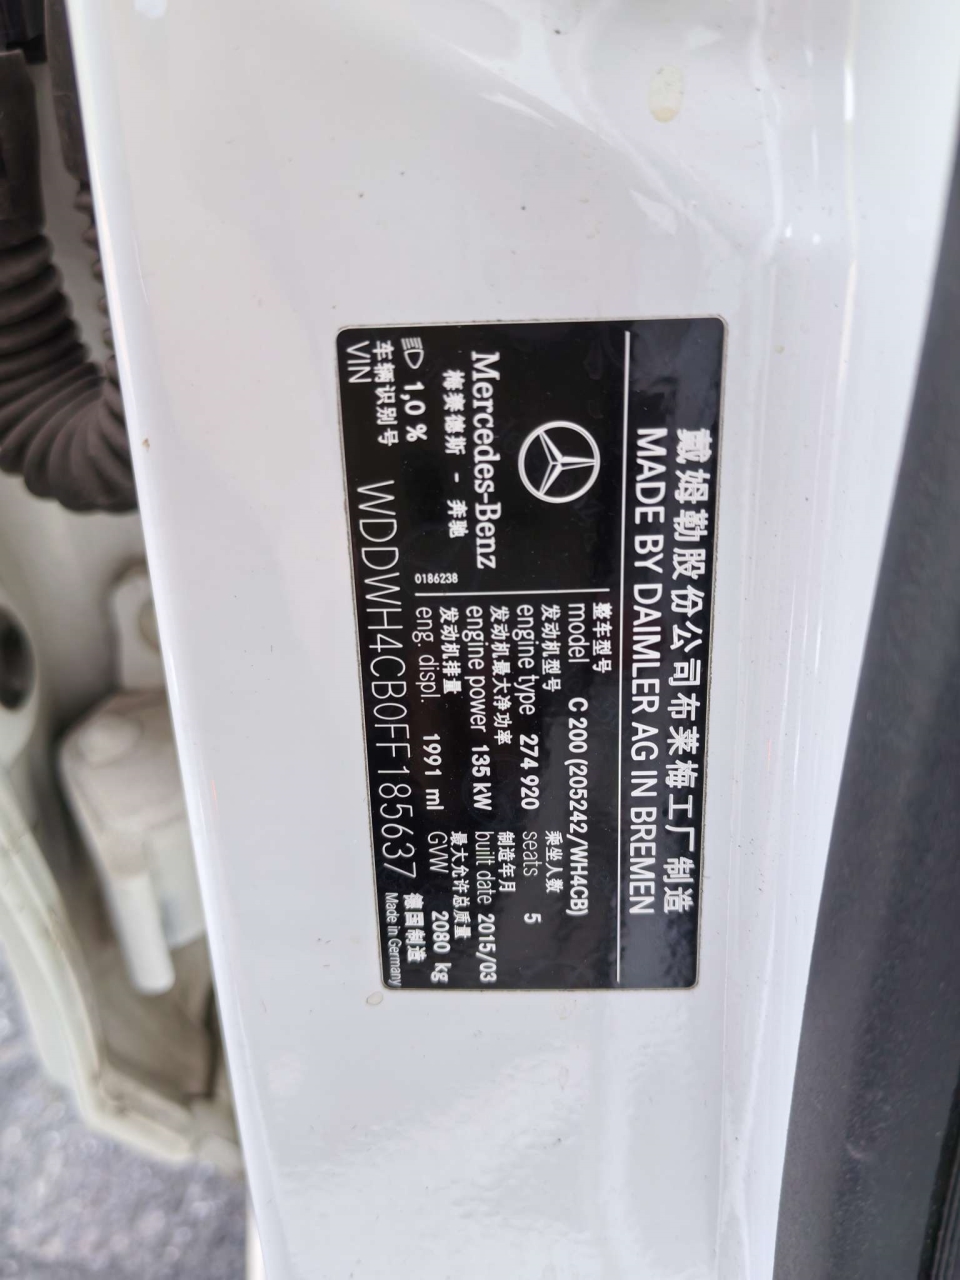 戴姆勒股份公司布莱梅工厂制造
MADE BY DAIMLER AG IN BREMEN
Mercedes-Benz
梅赛德斯 - 奔驰
1,0 %
0186238
整车型号
model C 200 (205242/WH4CB)
发动机型号 乘坐人数
engine type 274 920 seats 5
发动机最大净功率 制造年月
engine power 135 kW built date 2015/03
发动机排量 最大允许总质量
eng. displ. 1991 ml GVW 2080 kg
车辆识别号
VIN WDDWH4CB0FF185637
德国制造
Made in Germany